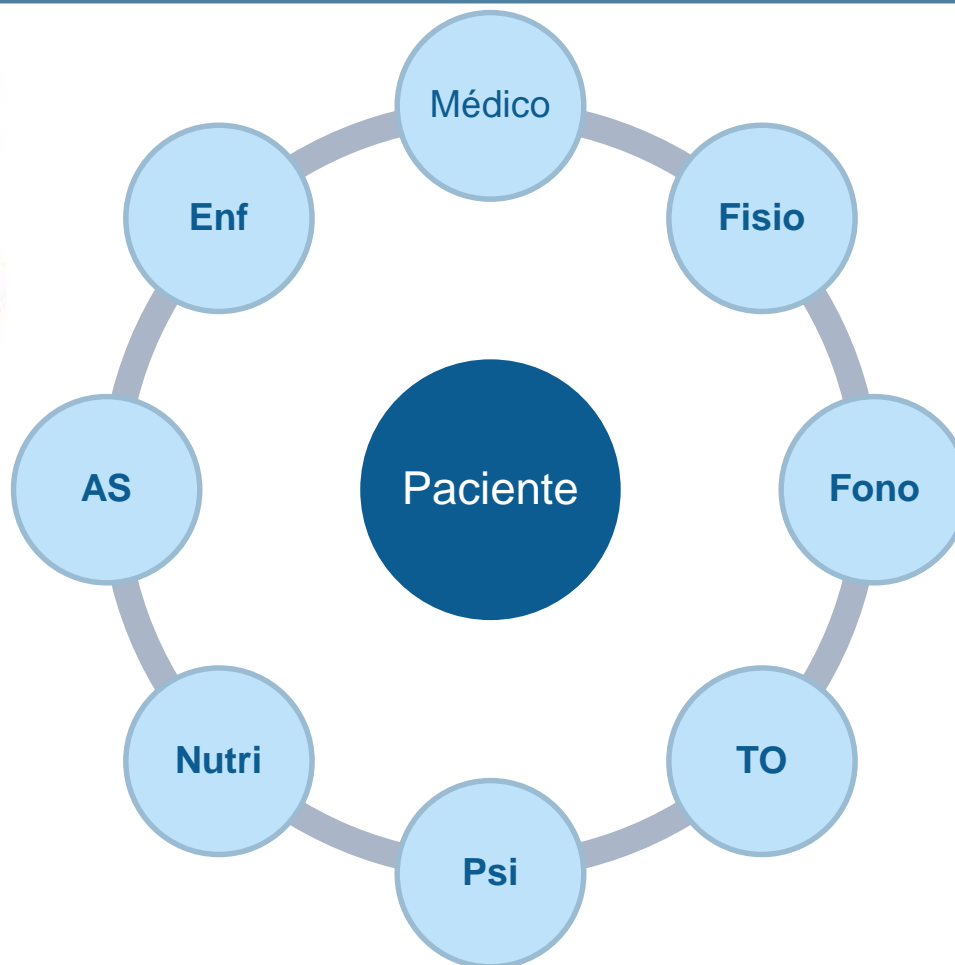 Médico
Fisio
Fono
TO
Psi
Nutri
AS
Enf
Paciente